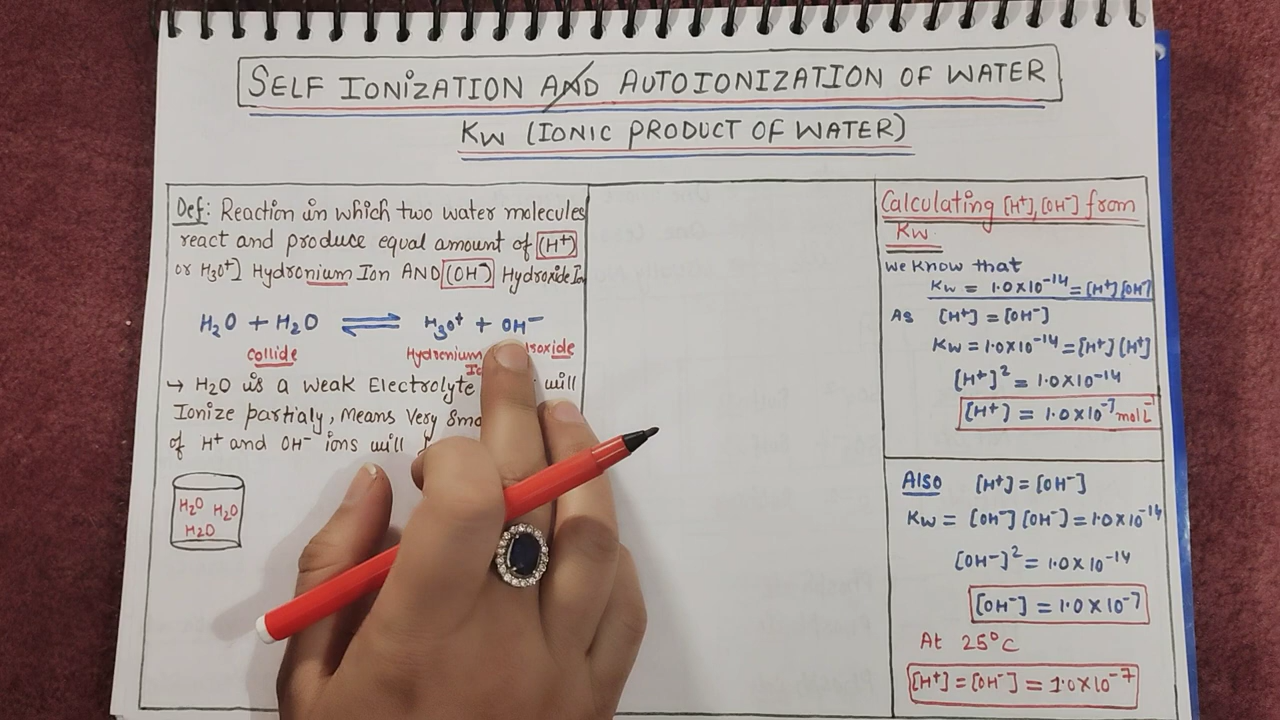 SELF IONIZATION AND AUTOIONIZATION OF WATER
Kw (IONIC PRODUCT OF WATER)
Def: Reaction in which two water molecules
react and produce equal amount of (H⁺)
or H₃O⁺] Hydronium Ion AND (OH⁻) Hydroxide Ion
H₂O + H₂O ⇌ H₃O⁺ + OH⁻
Collide Hydronium
→ H₂O is a weak Electrolyte will
Ionize partialy, Means Very
of H⁺ and OH⁻ ions will
H₂O H₂O
H₂O
Calculating [H⁺], [OH⁻] from
Kw
we know that
Kw = 1.0×10⁻¹⁴ = [H⁺][OH⁻]
As [H⁺] = [OH⁻]
Kw = 1.0×10⁻¹⁴ = [H⁺][H⁺]
[H⁺]² = 1.0×10⁻¹⁴
[H⁺] = 1.0×10⁻⁷ mol L⁻¹
Also [H⁺] = [OH⁻]
Kw = [OH⁻][OH⁻] = 1.0×10⁻¹⁴
[OH⁻]² = 1.0×10⁻¹⁴
[OH⁻] = 1.0×10⁻⁷
At 25°C
[H⁺] = [OH⁻] = 1.0×10⁻⁷